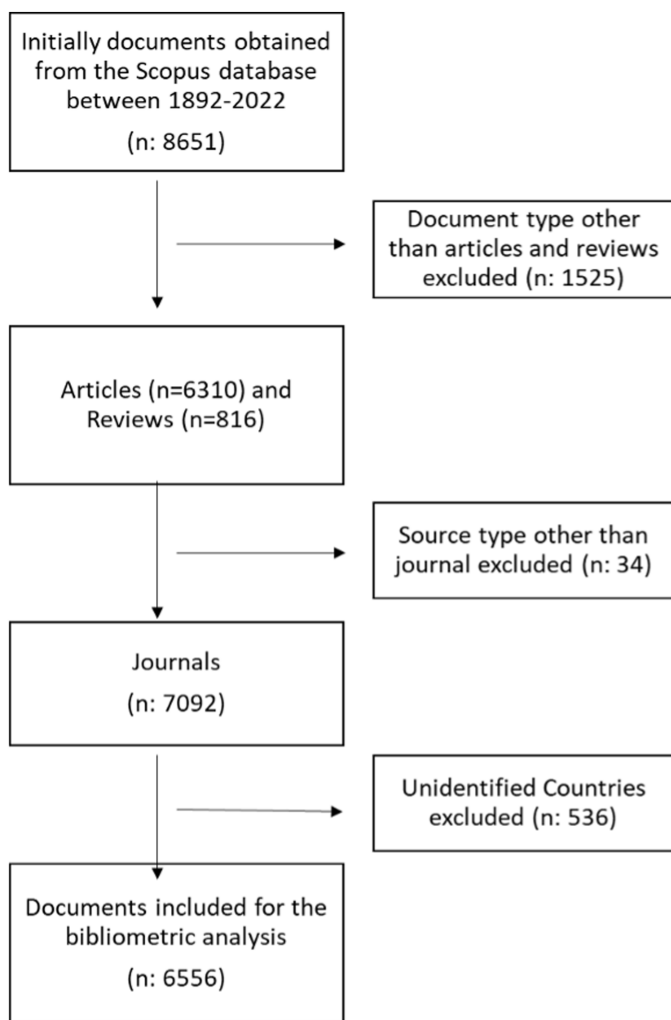 Initially documents obtained
from the Scopus database
between 1892-2022
(n: 8651)
Document type other
than articles and reviews
excluded (n: 1525)
Articles (n=6310) and
Reviews (n=816)
Source type other than
journal excluded (n: 34)
Journals
(n: 7092)
Unidentified Countries
excluded (n: 536)
Documents included for the
bibliometric analysis
(n: 6556)